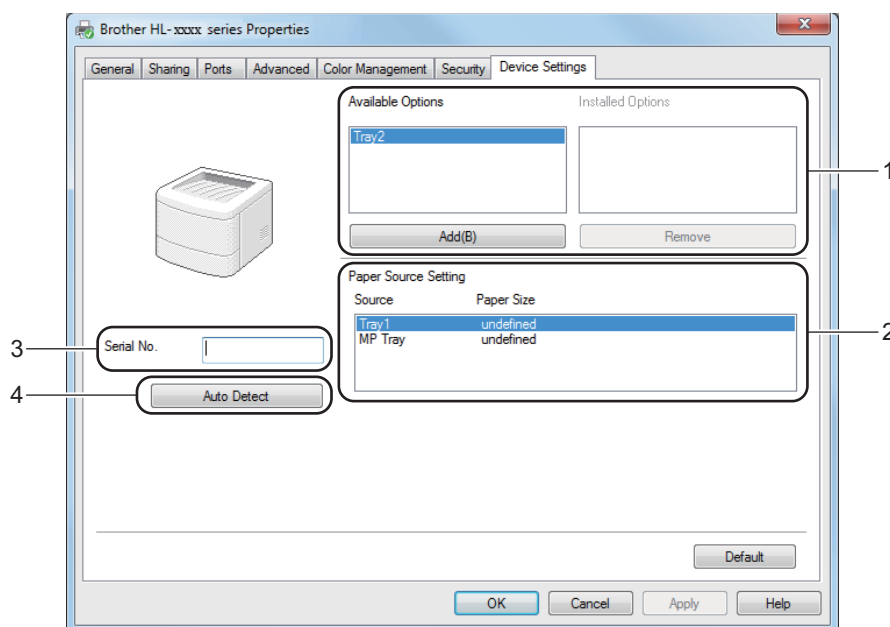 Brother HL-xxxx series Properties
x
General Sharing Ports Advanced Color Management Security Device Settings
Available Options Installed Options
Tray2
1
Add(B) Remove
Paper Source Setting
Source Paper Size
Tray1 undefined
MP Tray undefined
2
3 Serial No.
4 Auto Detect
Default
OK Cancel Apply Help